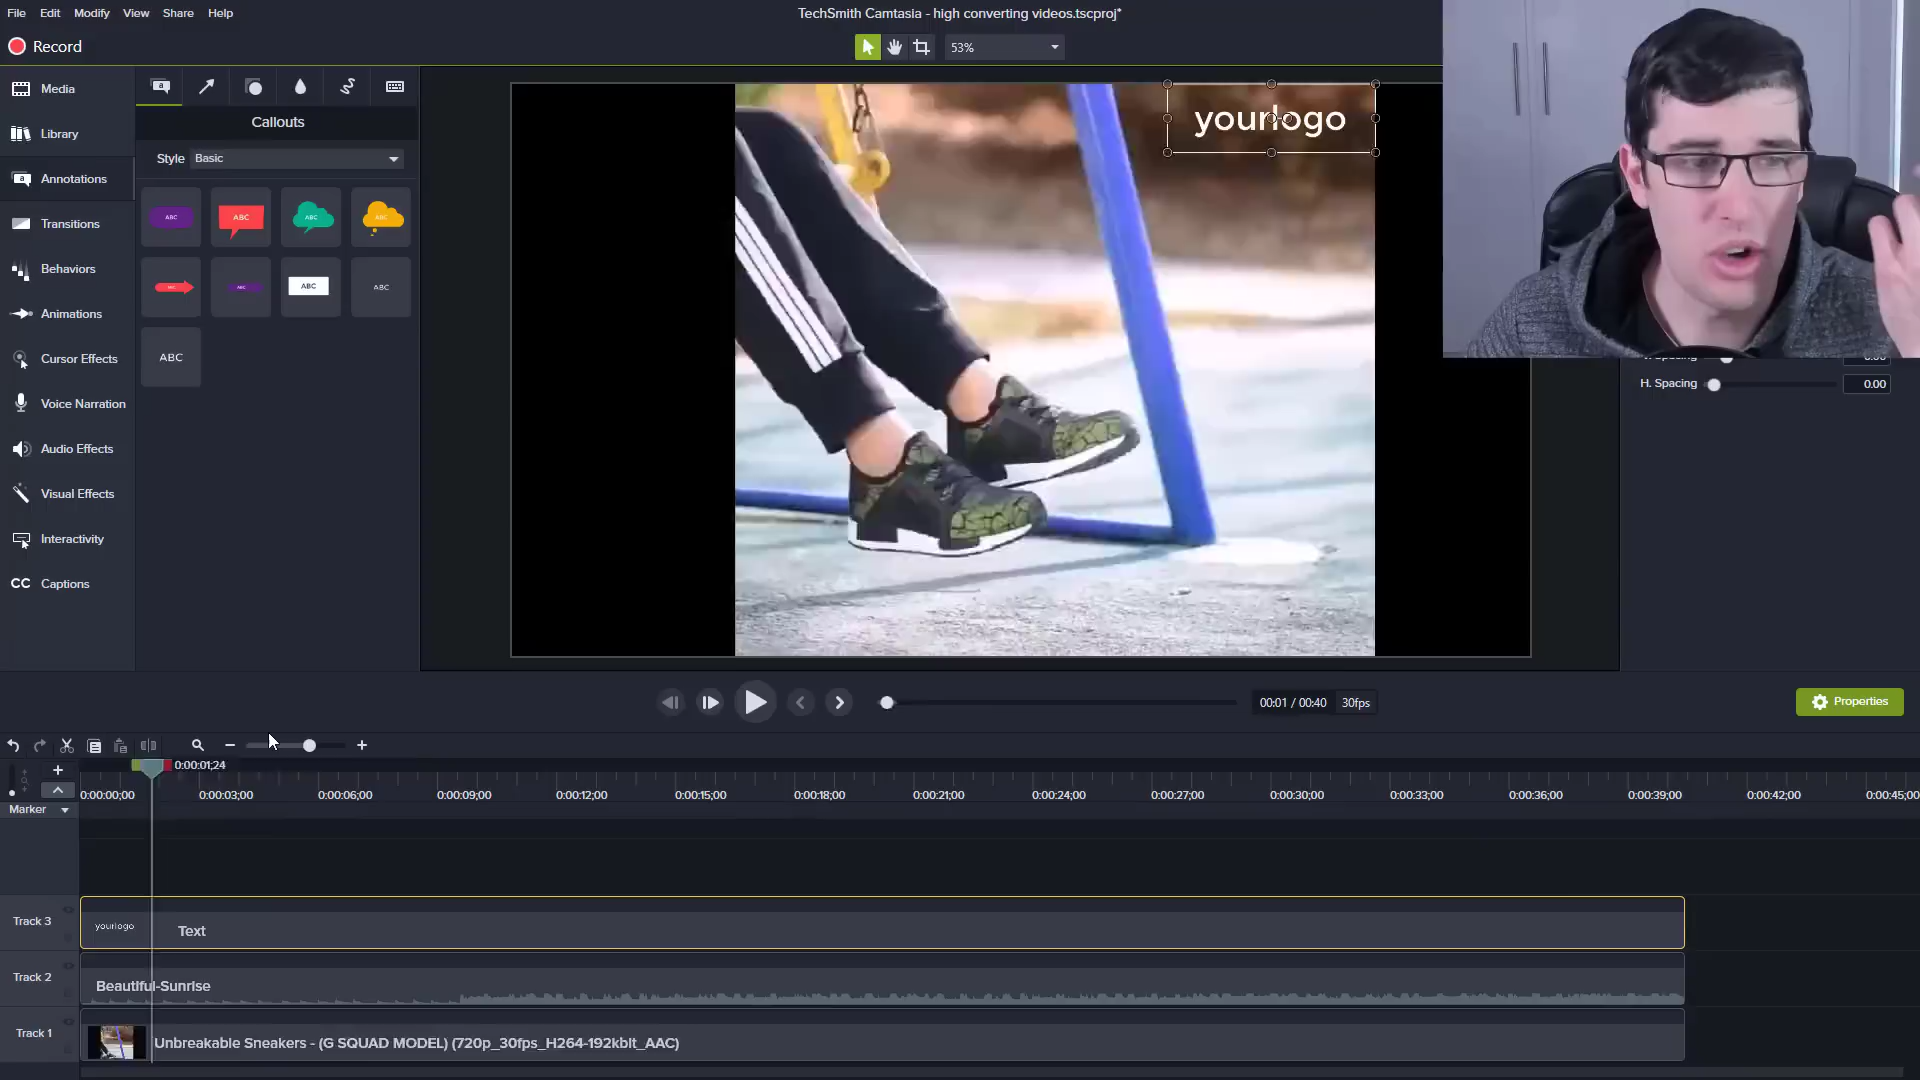 File Edit Modify View Share Help
TechSmith Camtasia - high converting videos.tscproj*
Record
53%
Media
Library
Annotations
Transitions
Behaviors
Animations
Cursor Effects
Voice Narration
Audio Effects
Visual Effects
Interactivity
CC Captions
Callouts
Style Basic
ABC ABC ABC ABC
ABC ABC ABC ABC
ABC
yourlogo
H. Spacing 0.00
00:01 / 00:40 30fps
Properties
0:00:01;24
0:00:00;00 0:00:03;00 0:00:06;00 0:00:09;00 0:00:12;00 0:00:15;00 0:00:18;00 0:00:21;00 0:00:24;00 0:00:27;00 0:00:30;00 0:00:33;00 0:00:36;00 0:00:39;00 0:00:42;00 0:00:45;00
Marker
Track 3 yourlogo Text
Track 2 Beautiful-Sunrise
Track 1 Unbreakable Sneakers - (G SQUAD MODEL) (720p_30fps_H264-192kbit_AAC)